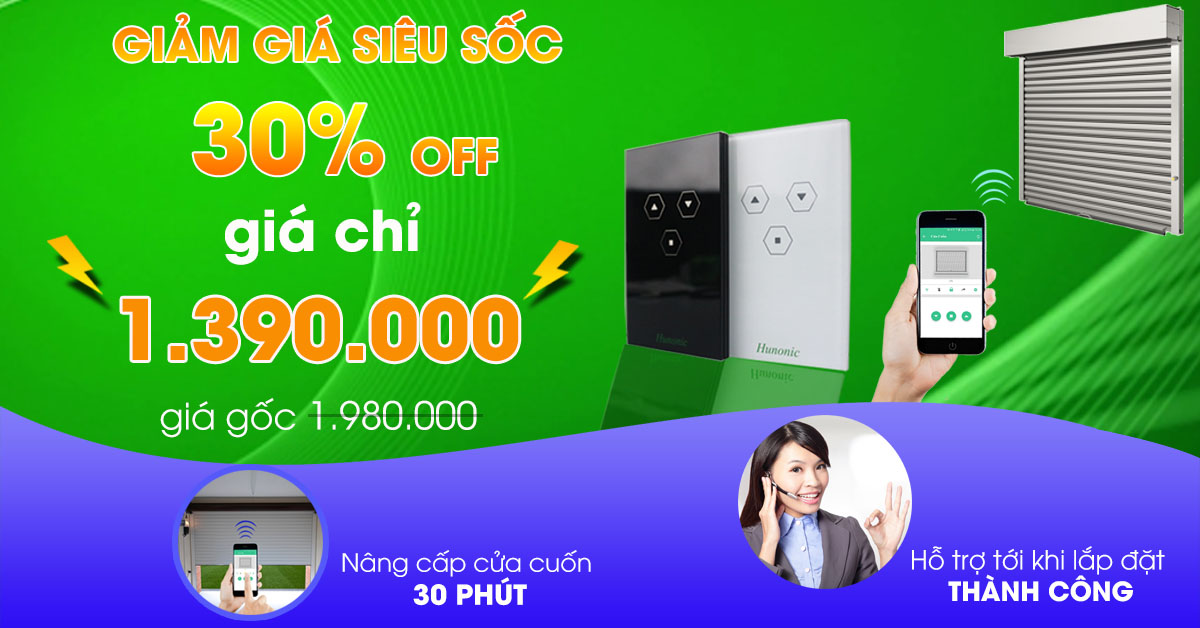 GIẢM GIÁ SIÊU SỐC
30% OFF
giá chỉ
1.390.000
giá gốc 1.980.000
Hunonic
Hunonic
Nâng cấp cửa cuốn
30 PHÚT
Hỗ trợ tới khi lắp đặt
THÀNH CÔNG